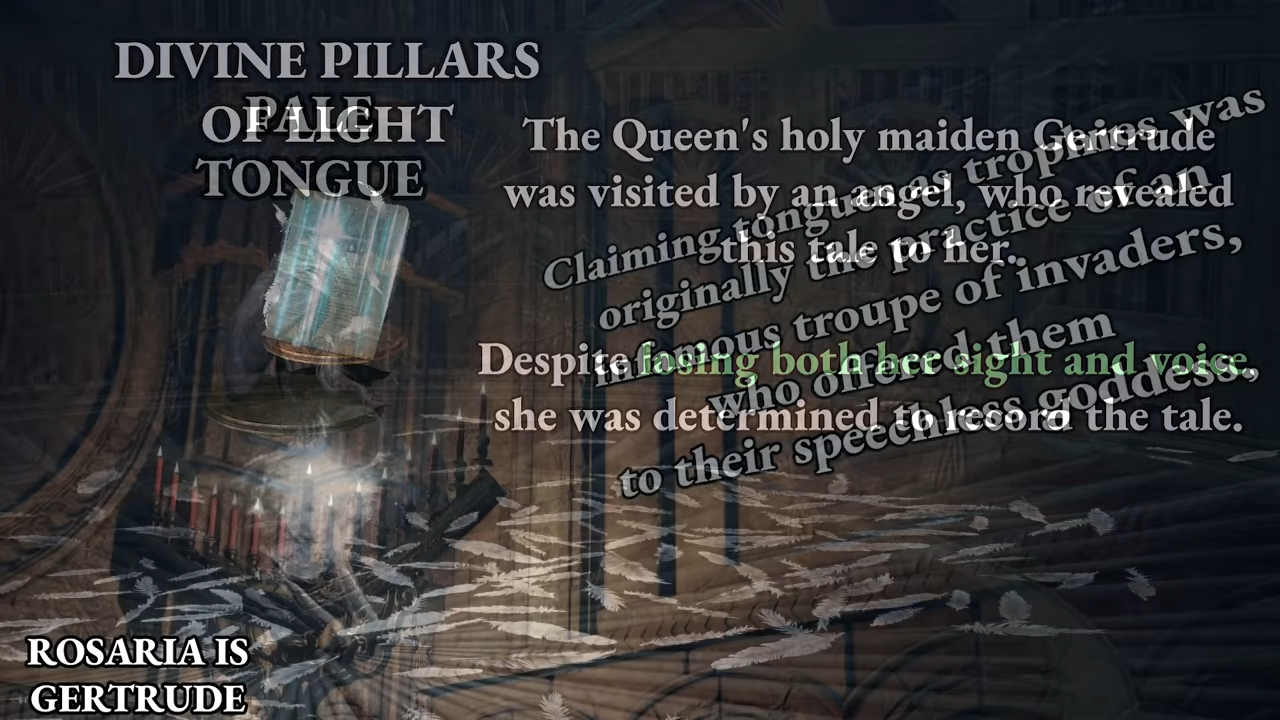 DIVINE PILLARS
OF LIGHT
PALE
TONGUE
The Queen's holy maiden Gertrude
was visited by an angel, who revealed
this tale to her.
Despite losing both her sight and voice,
she was determined to record the tale.
Claiming tongues as trophies was
originally the practice of an
infamous troupe of invaders,
who offered them
to their speechless goddess,
ROSARIA IS
GERTRUDE